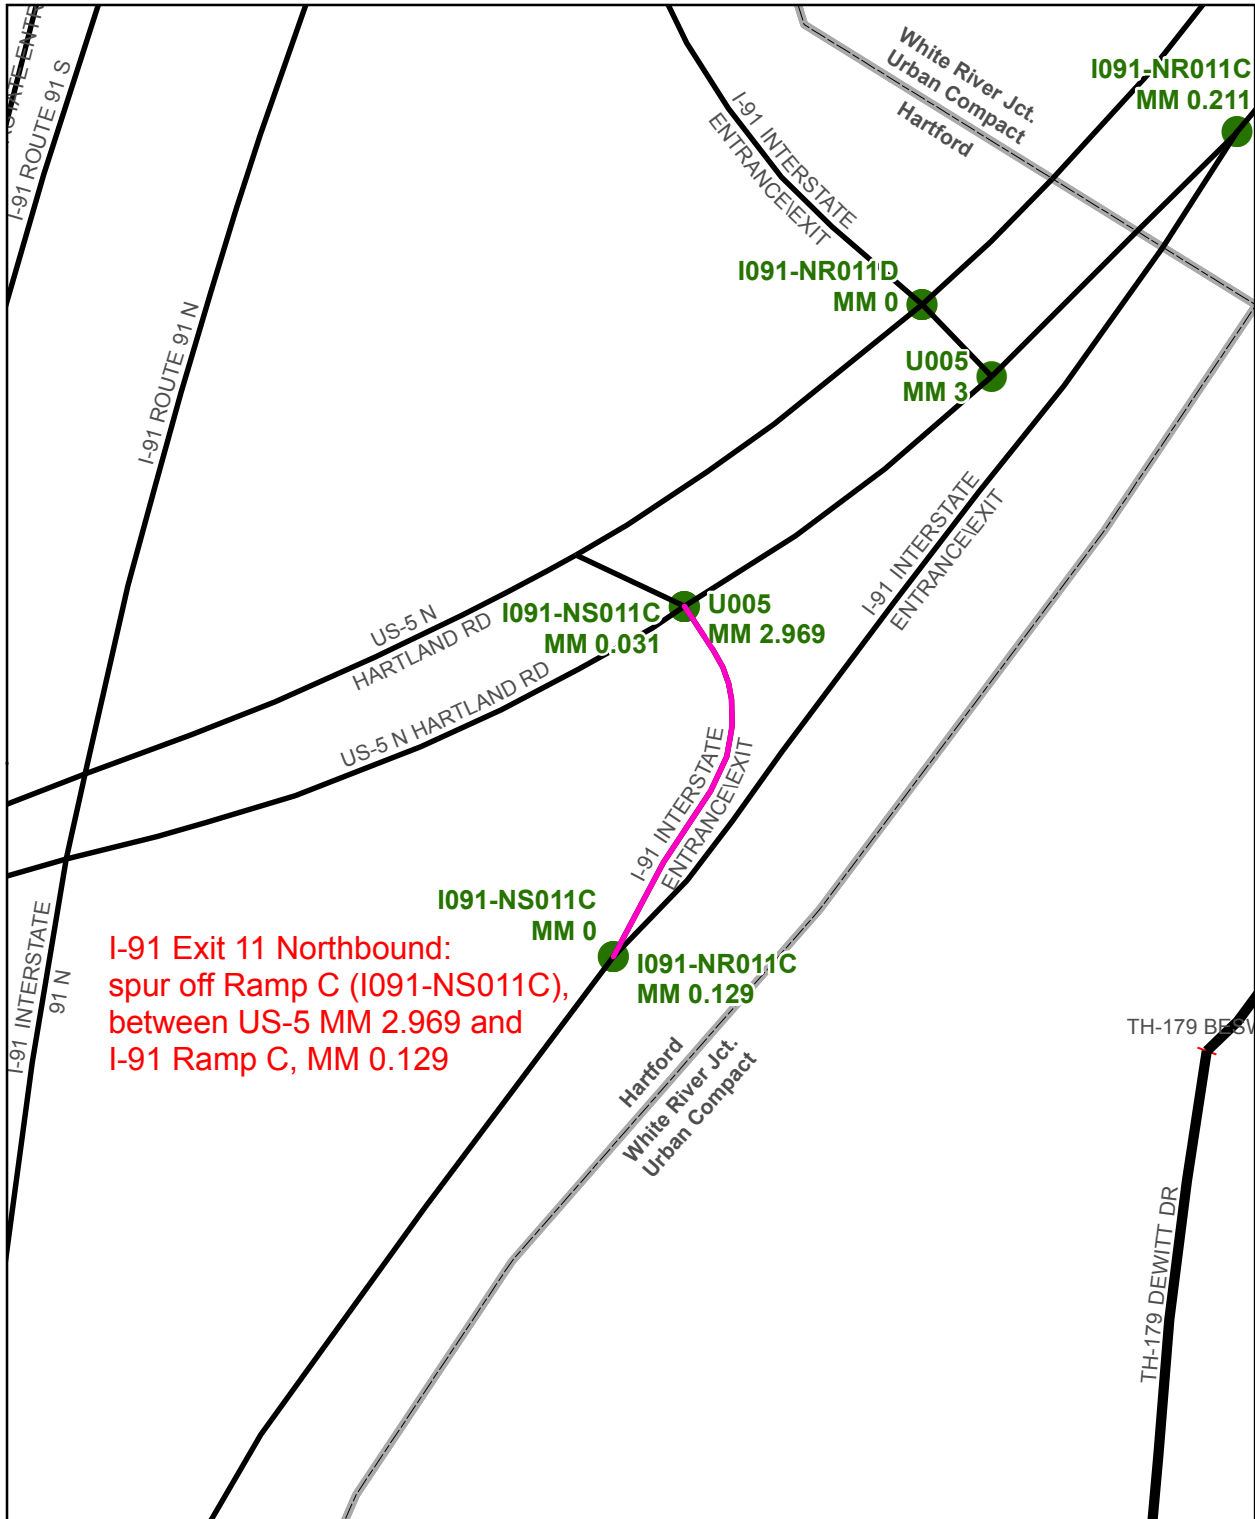 STATE ENTR
I-91 ROUTE 91 S
I-91 ROUTE 91 N
I-91 INTERSTATE
ENTRANCE\EXIT
White River Jct.
Urban Compact
Hartford
I091-NR011C
MM 0.211
I091-NR011D
MM 0
U005
MM 3
I-91 INTERSTATE
ENTRANCE\EXIT
I091-NS011C
MM 0.031
U005
MM 2.969
US-5 N
HARTLAND RD
US-5 N HARTLAND RD
I-91 INTERSTATE
ENTRANCE\EXIT
I091-NS011C
MM 0
I091-NR011C
MM 0.129
I-91 INTERSTATE
91 N
I-91 Exit 11 Northbound:
spur off Ramp C (I091-NS011C),
between US-5 MM 2.969 and
I-91 Ramp C, MM 0.129
Hartford
White River Jct.
Urban Compact
TH-179 BESW
TH-179 DEWITT DR